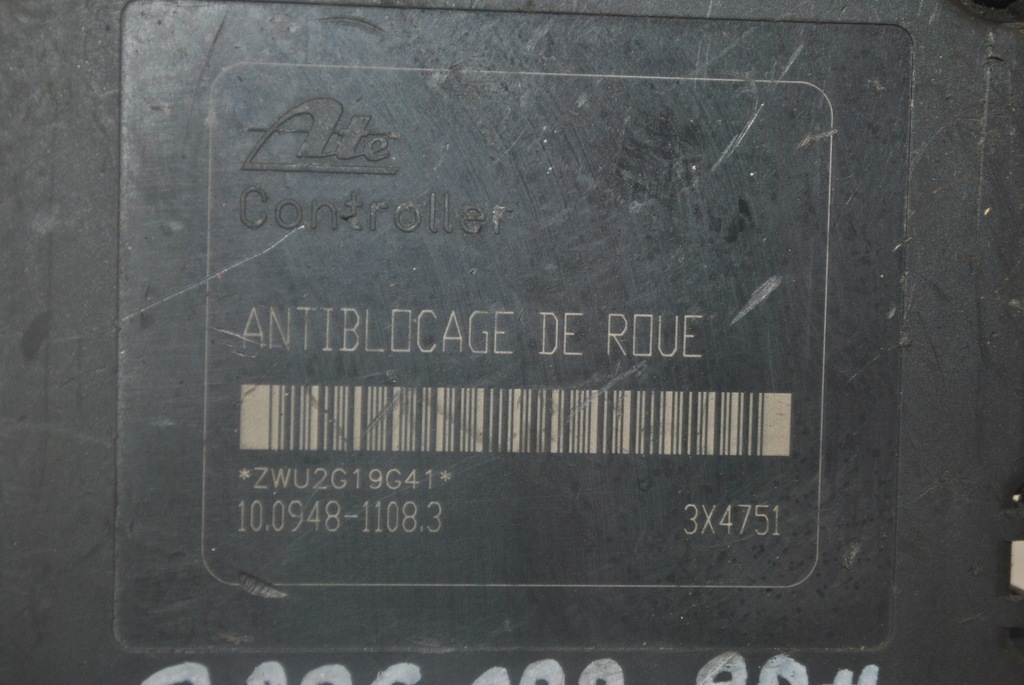 Ate
Controller
ANTIBLOCAGE DE ROUE
*ZWU2G19G41*
10.0948-1108.3 3X4751